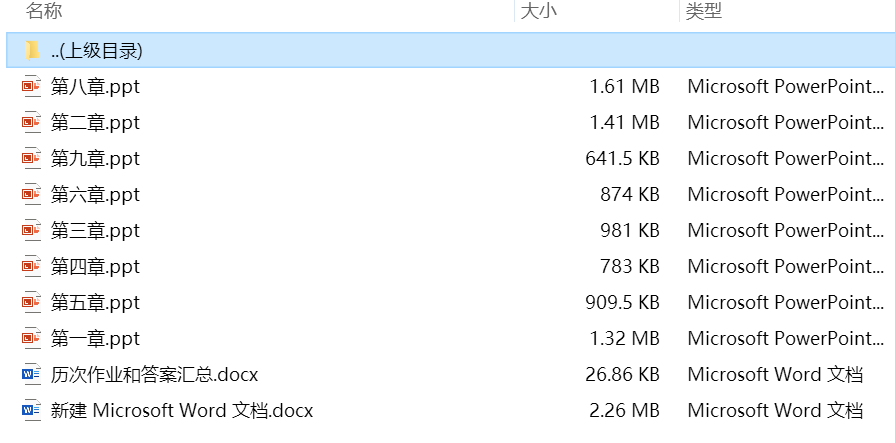 名称 大小 类型
..(上级目录)
第八章.ppt 1.61 MB Microsoft PowerPoint...
第二章.ppt 1.41 MB Microsoft PowerPoint...
第九章.ppt 641.5 KB Microsoft PowerPoint...
第六章.ppt 874 KB Microsoft PowerPoint...
第三章.ppt 981 KB Microsoft PowerPoint...
第四章.ppt 783 KB Microsoft PowerPoint...
第五章.ppt 909.5 KB Microsoft PowerPoint...
第一章.ppt 1.32 MB Microsoft PowerPoint...
历次作业和答案汇总.docx 26.86 KB Microsoft Word 文档
新建 Microsoft Word 文档.docx 2.26 MB Microsoft Word 文档